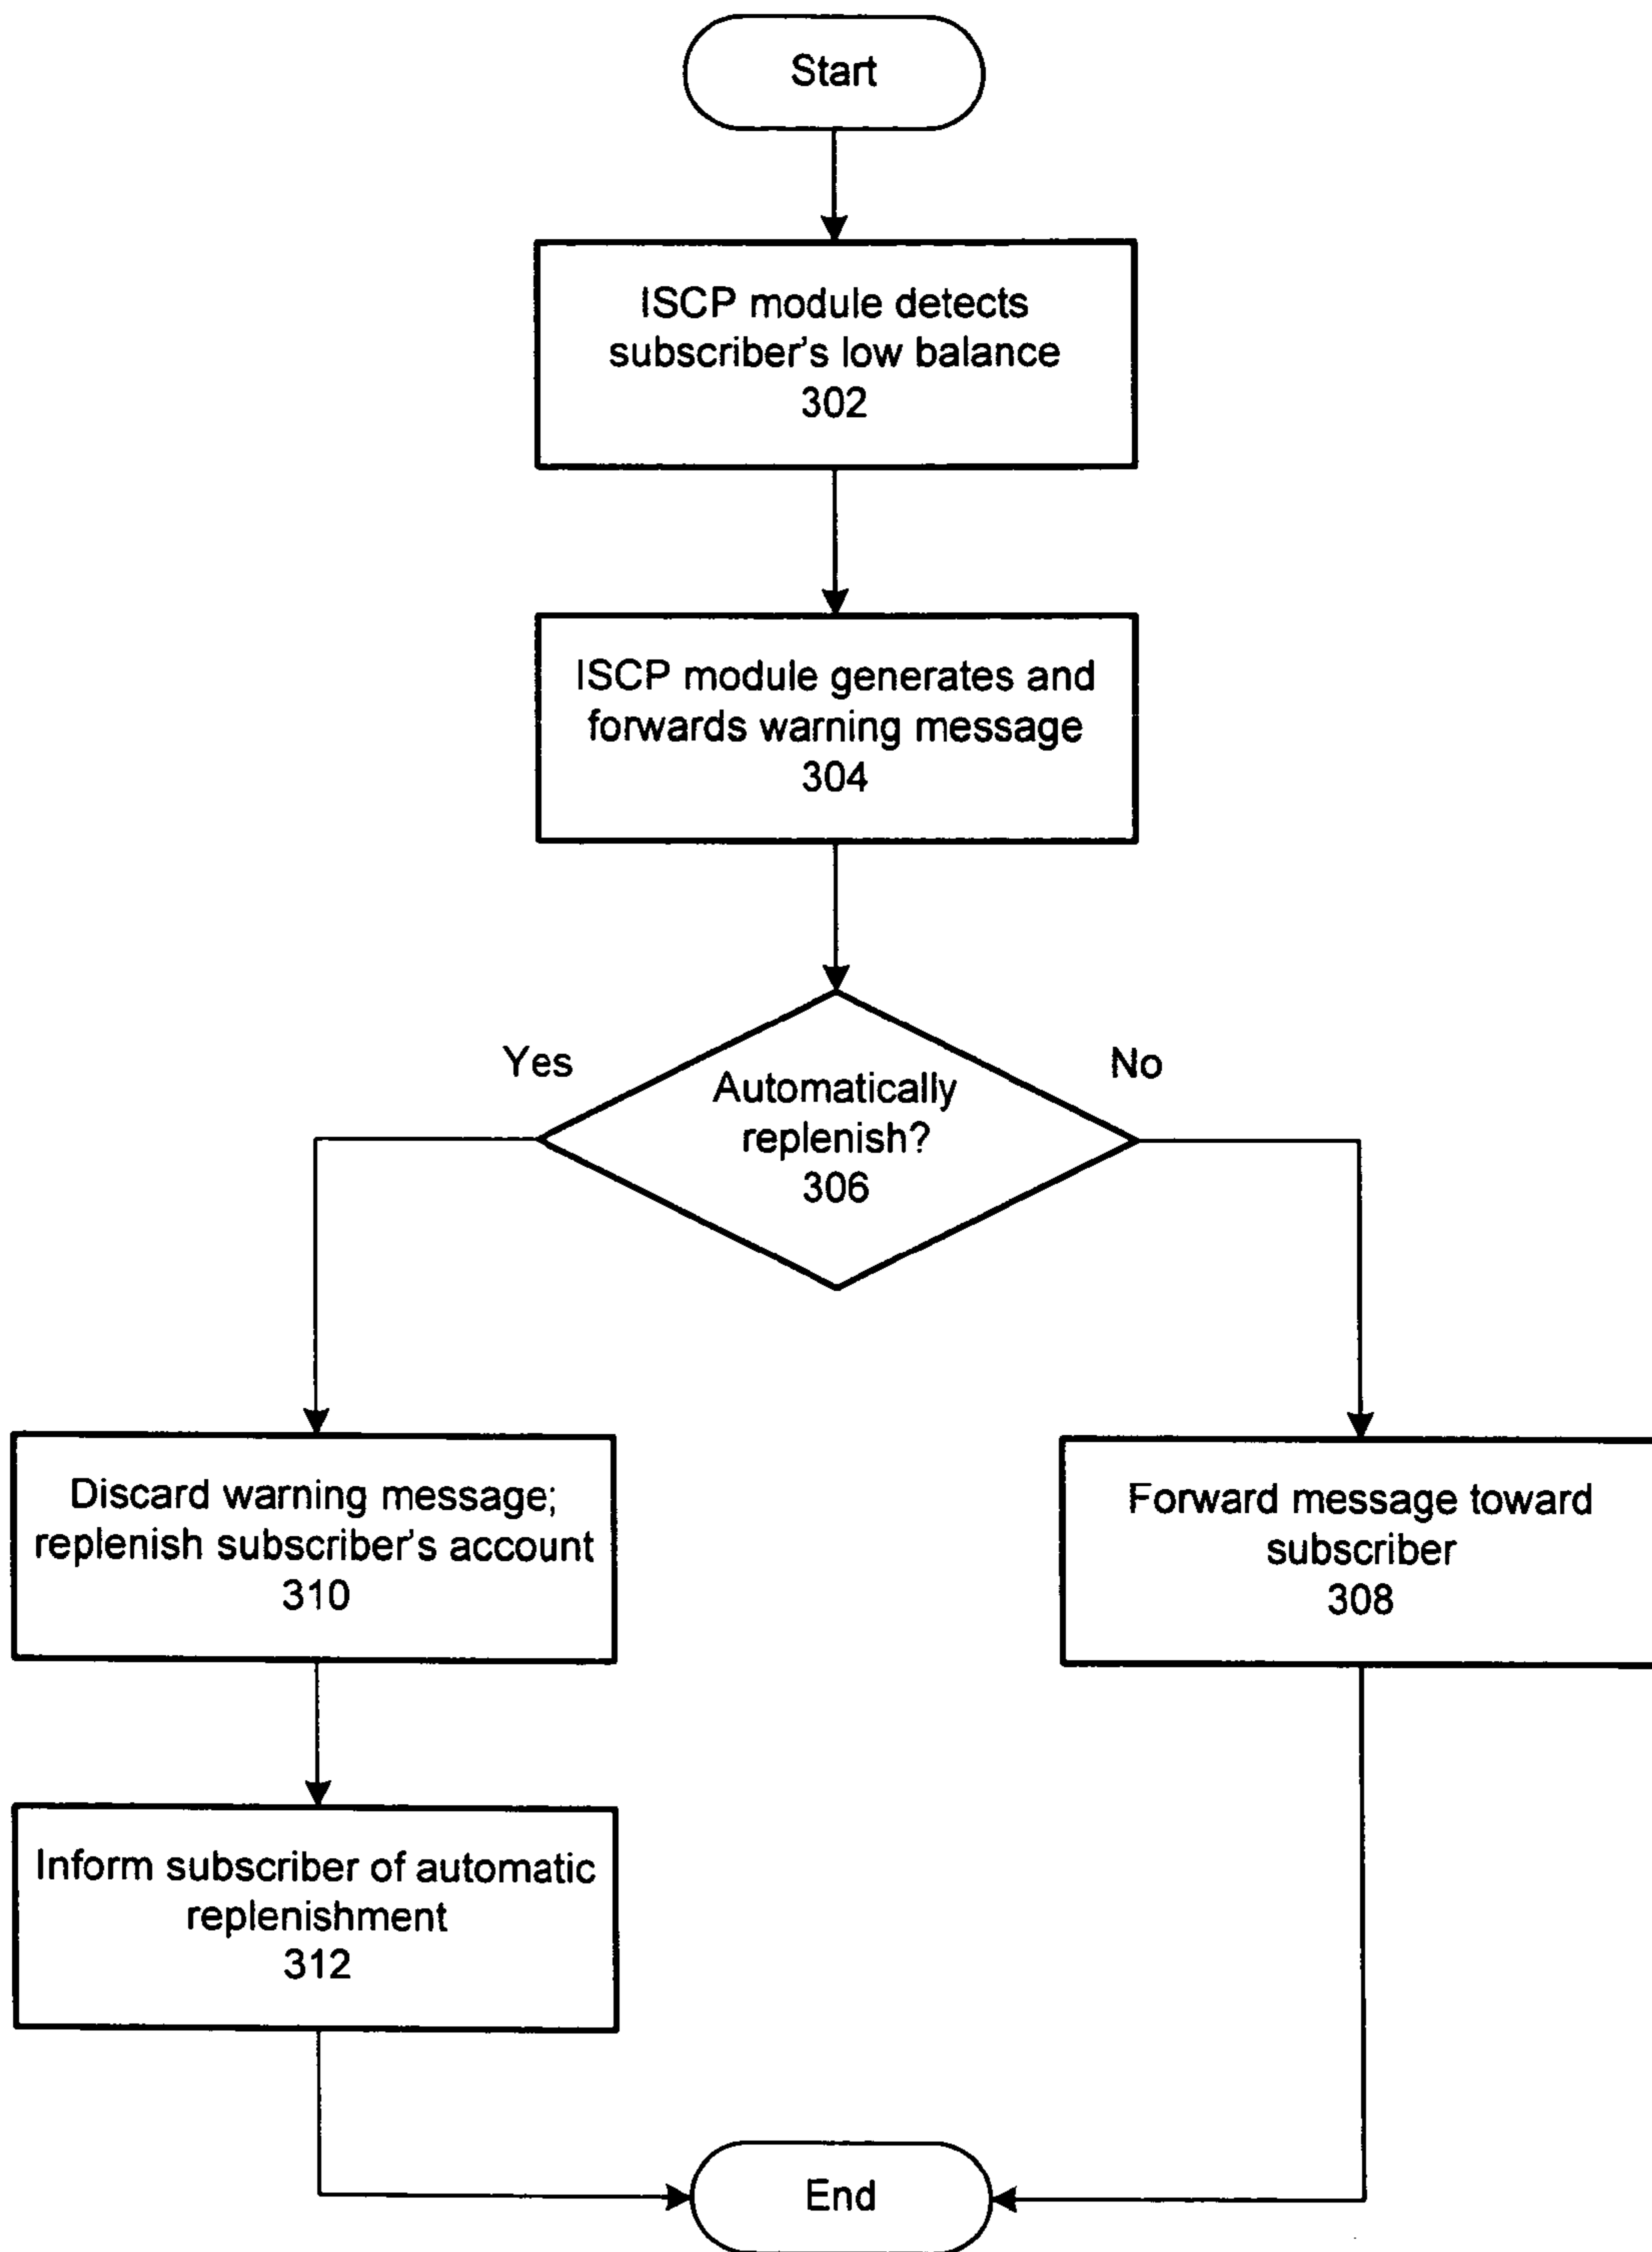 Start
ISCP module detects
subscriber's low balance
302
ISCP module generates and
forwards warning message
304
Yes
No
Automatically
replenish?
306
Discard warning message;
replenish subscriber's account
310
Forward message toward
subscriber
308
Inform subscriber of automatic
replenishment
312
End